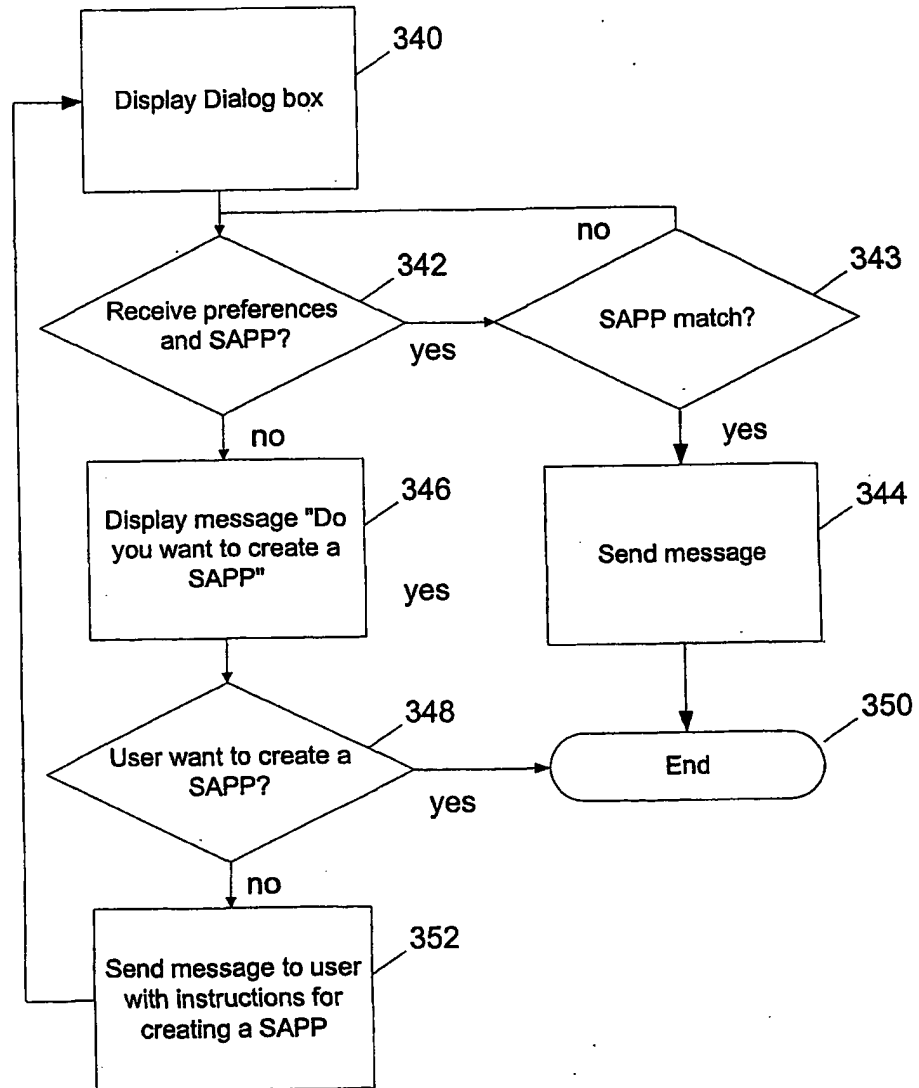 340
Display Dialog box
no
342
343
Receive preferences
and SAPP?
SAPP match?
yes
no
yes
346
344
Display message "Do
you want to create a
SAPP"
Send message
yes
348
350
User want to create a
SAPP?
End
yes
no
352
Send message to user
with instructions for
creating a SAPP